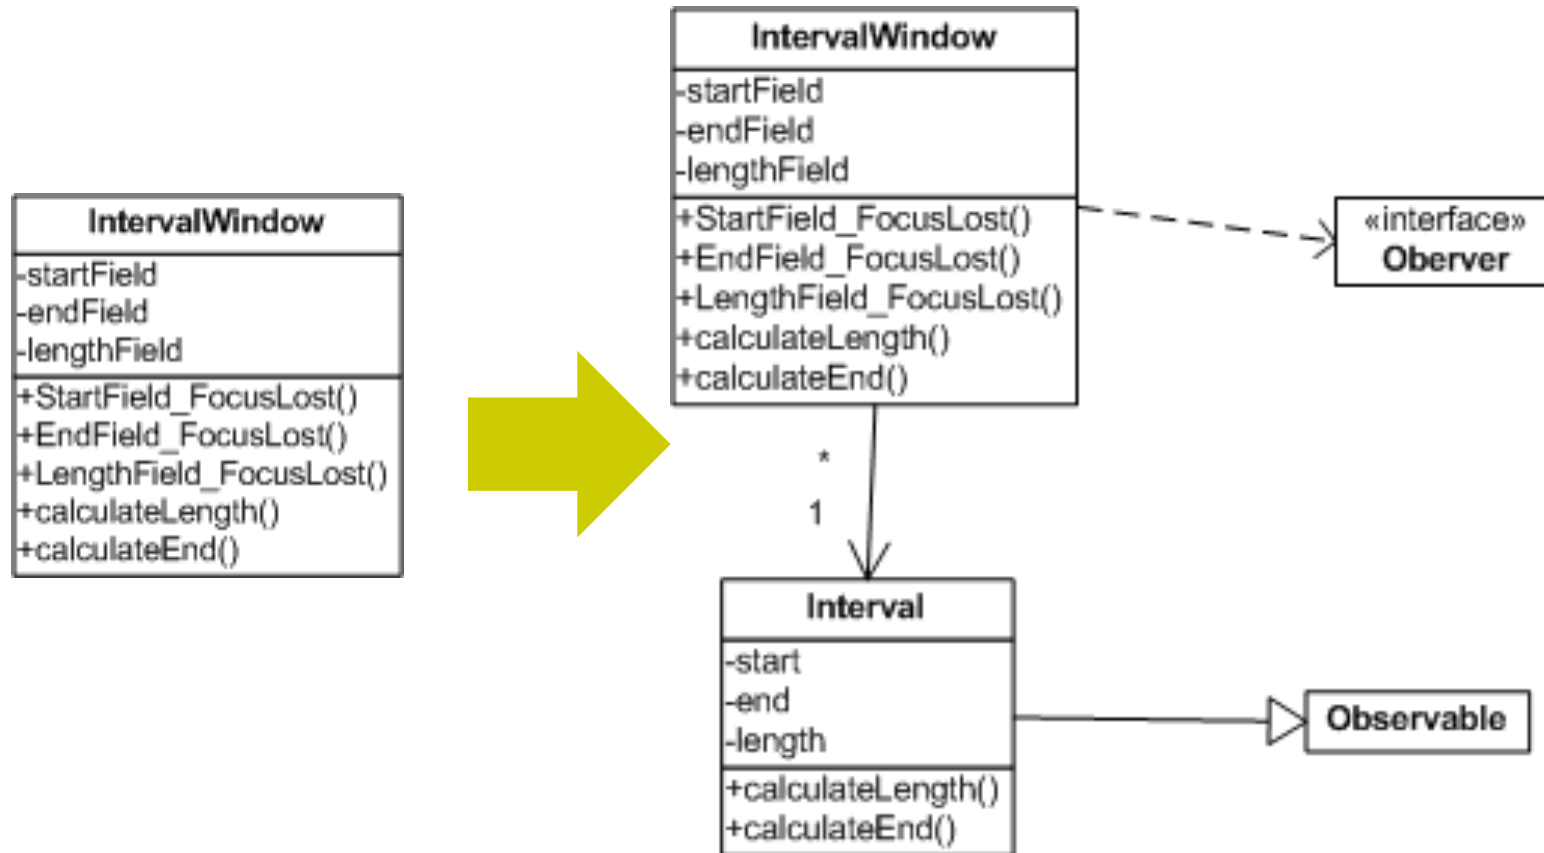 IntervalWindow
-startField
-endField
-lengthField
+StartField_FocusLost()
+EndField_FocusLost()
+LengthField_FocusLost()
+calculateLength()
+calculateEnd()
IntervalWindow
-startField
-endField
-lengthField
+StartField_FocusLost()
+EndField_FocusLost()
+LengthField_FocusLost()
+calculateLength()
+calculateEnd()
«interface»
Oberver
*
1
Interval
-start
-end
-length
+calculateLength()
+calculateEnd()
Observable